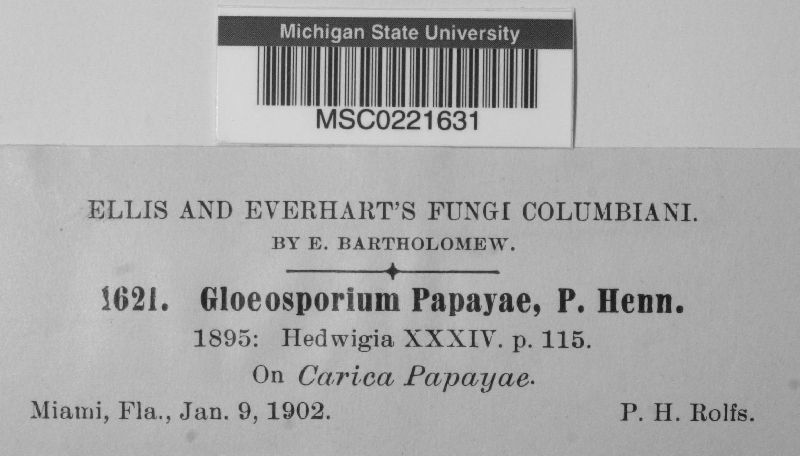 Michigan State University
MSC0221631
ELLIS AND EVERHART'S FUNGI COLUMBIANI.
BY E. BARTHOLOMEW.
1621. Gloeosporium Papayae, P. Henn.
1895: Hedwigia XXXIV. p. 115.
On Carica Papayae.
Miami, Fla., Jan. 9, 1902. P. H. Rolfs.